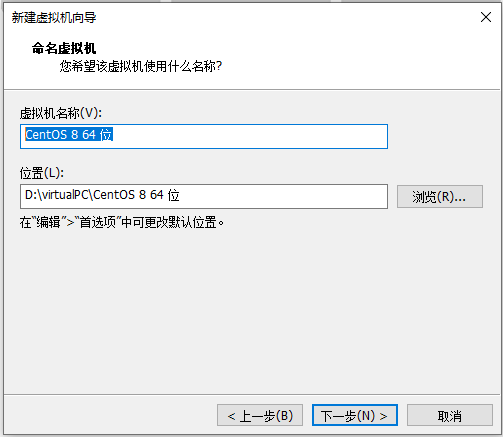 新建虚拟机向导
命名虚拟机
您希望该虚拟机使用什么名称?
虚拟机名称(V):
CentOS 8 64 位
位置(L):
D:\virtualPC\CentOS 8 64 位
浏览(R)...
在“编辑”>“首选项”中可更改默认位置。
< 上一步(B)
下一步(N) >
取消